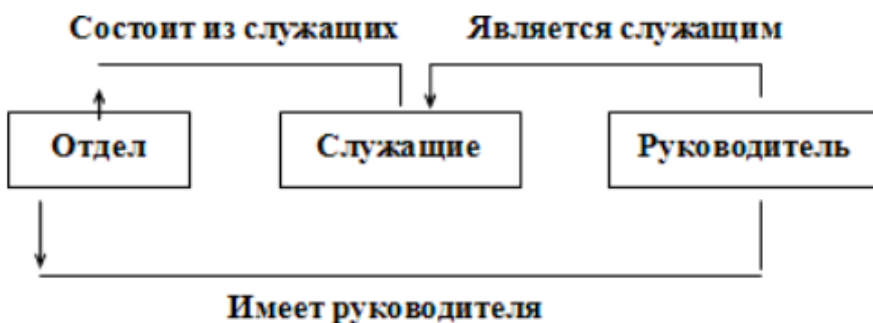 Состоит из служащих
Является служащим
Отдел
Служащие
Руководитель
Имеет руководителя